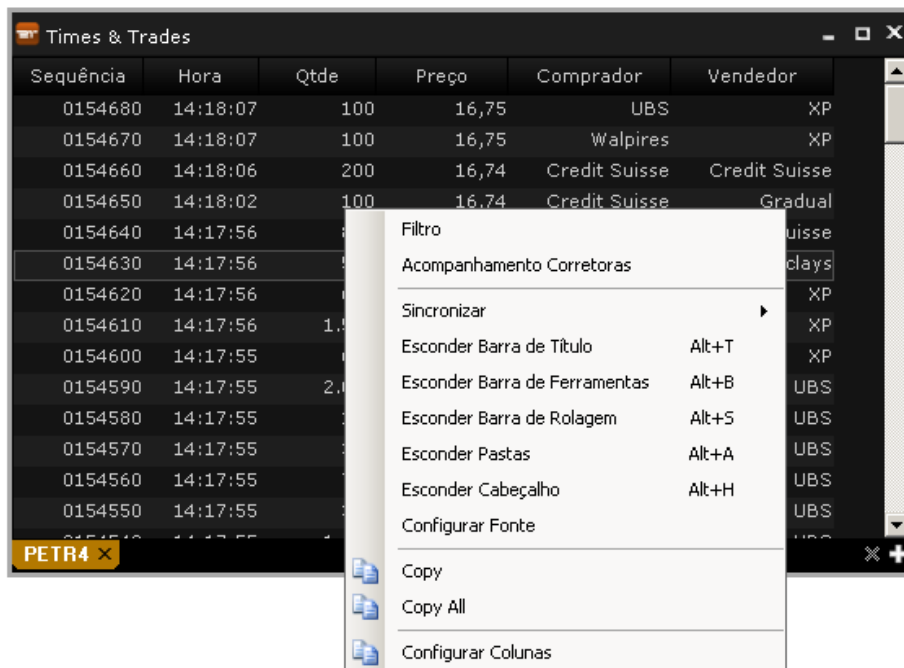 Times & Trades
Sequência Hora Qtde Preço Comprador Vendedor
0154680 14:18:07 100 16,75 UBS XP
0154670 14:18:07 100 16,75 Walpires XP
0154660 14:18:06 200 16,74 Credit Suisse Credit Suisse
0154650 14:18:02 100 16,74 Credit Suisse Gradual
0154640 14:17:56
0154630 14:17:56
0154620 14:17:56 XP
0154610 14:17:56 XP
0154600 14:17:55 XP
0154590 14:17:55 UBS
0154580 14:17:55 UBS
0154570 14:17:55 UBS
0154560 14:17:55 UBS
0154550 14:17:55 UBS
PETR4
Filtro
Acompanhamento Corretoras
Sincronizar
Esconder Barra de Título Alt+T
Esconder Barra de Ferramentas Alt+B
Esconder Barra de Rolagem Alt+S
Esconder Pastas Alt+A
Esconder Cabeçalho Alt+H
Configurar Fonte
Copy
Copy All
Configurar Colunas